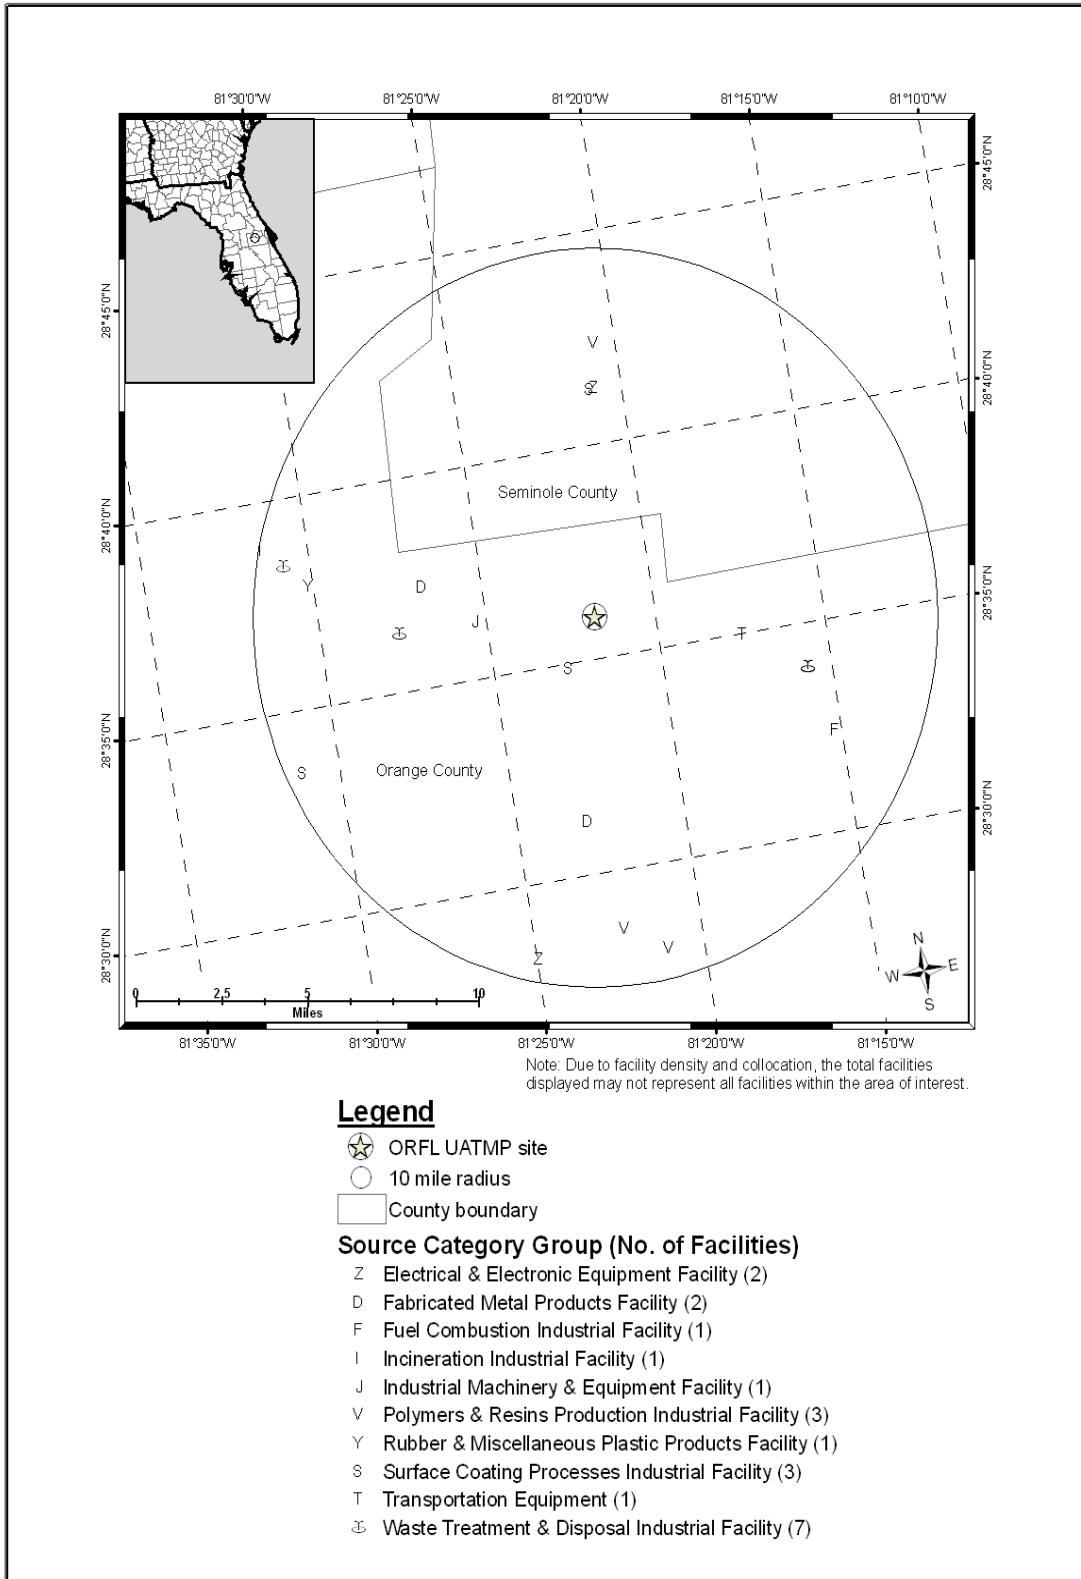 81°30'0"W 81°25'0"W 81°20'0"W 81°15'0"W 81°10'0"W
28°45'0"N
28°45'0"N
V
Z
S
28°40'0"N
Seminole County
28°40'0"N
Y
D
J
28°35'0"N
T
S
F
28°35'0"N
S
Orange County
28°30'0"N
D
V
V
Z
28°30'0"N
N
W E
S
0 2.5 5 10
Miles
81°35'0"W 81°30'0"W 81°25'0"W 81°20'0"W 81°15'0"W
Note: Due to facility density and collocation, the total facilities
displayed may not represent all facilities within the area of interest.
Legend
ORFL UATMP site
10 mile radius
County boundary
Source Category Group (No. of Facilities)
Z Electrical & Electronic Equipment Facility (2)
D Fabricated Metal Products Facility (2)
F Fuel Combustion Industrial Facility (1)
I Incineration Industrial Facility (1)
J Industrial Machinery & Equipment Facility (1)
V Polymers & Resins Production Industrial Facility (3)
Y Rubber & Miscellaneous Plastic Products Facility (1)
S Surface Coating Processes Industrial Facility (3)
T Transportation Equipment (1)
Waste Treatment & Disposal Industrial Facility (7)